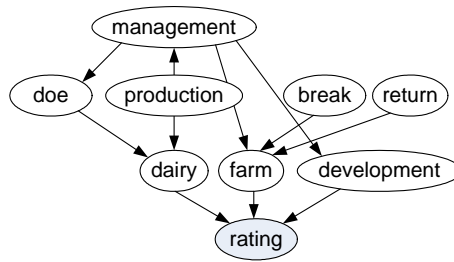 management
doe production break return
dairy farm development
rating